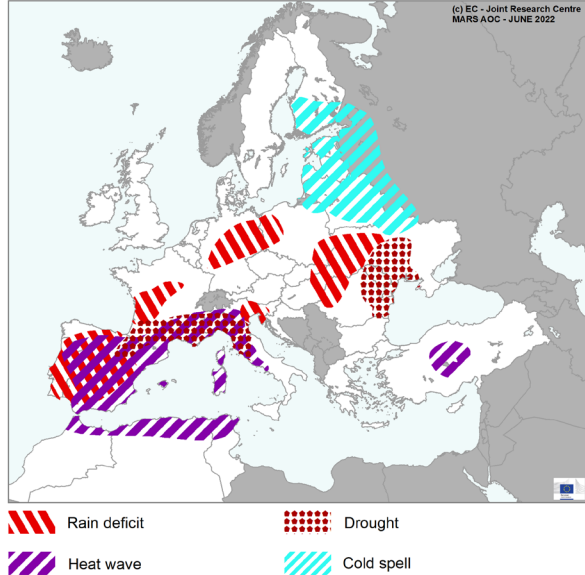 (c) EC - Joint Research Centre
MARS AOC - JUNE 2022
Rain deficit
Drought
Heat wave
Cold spell